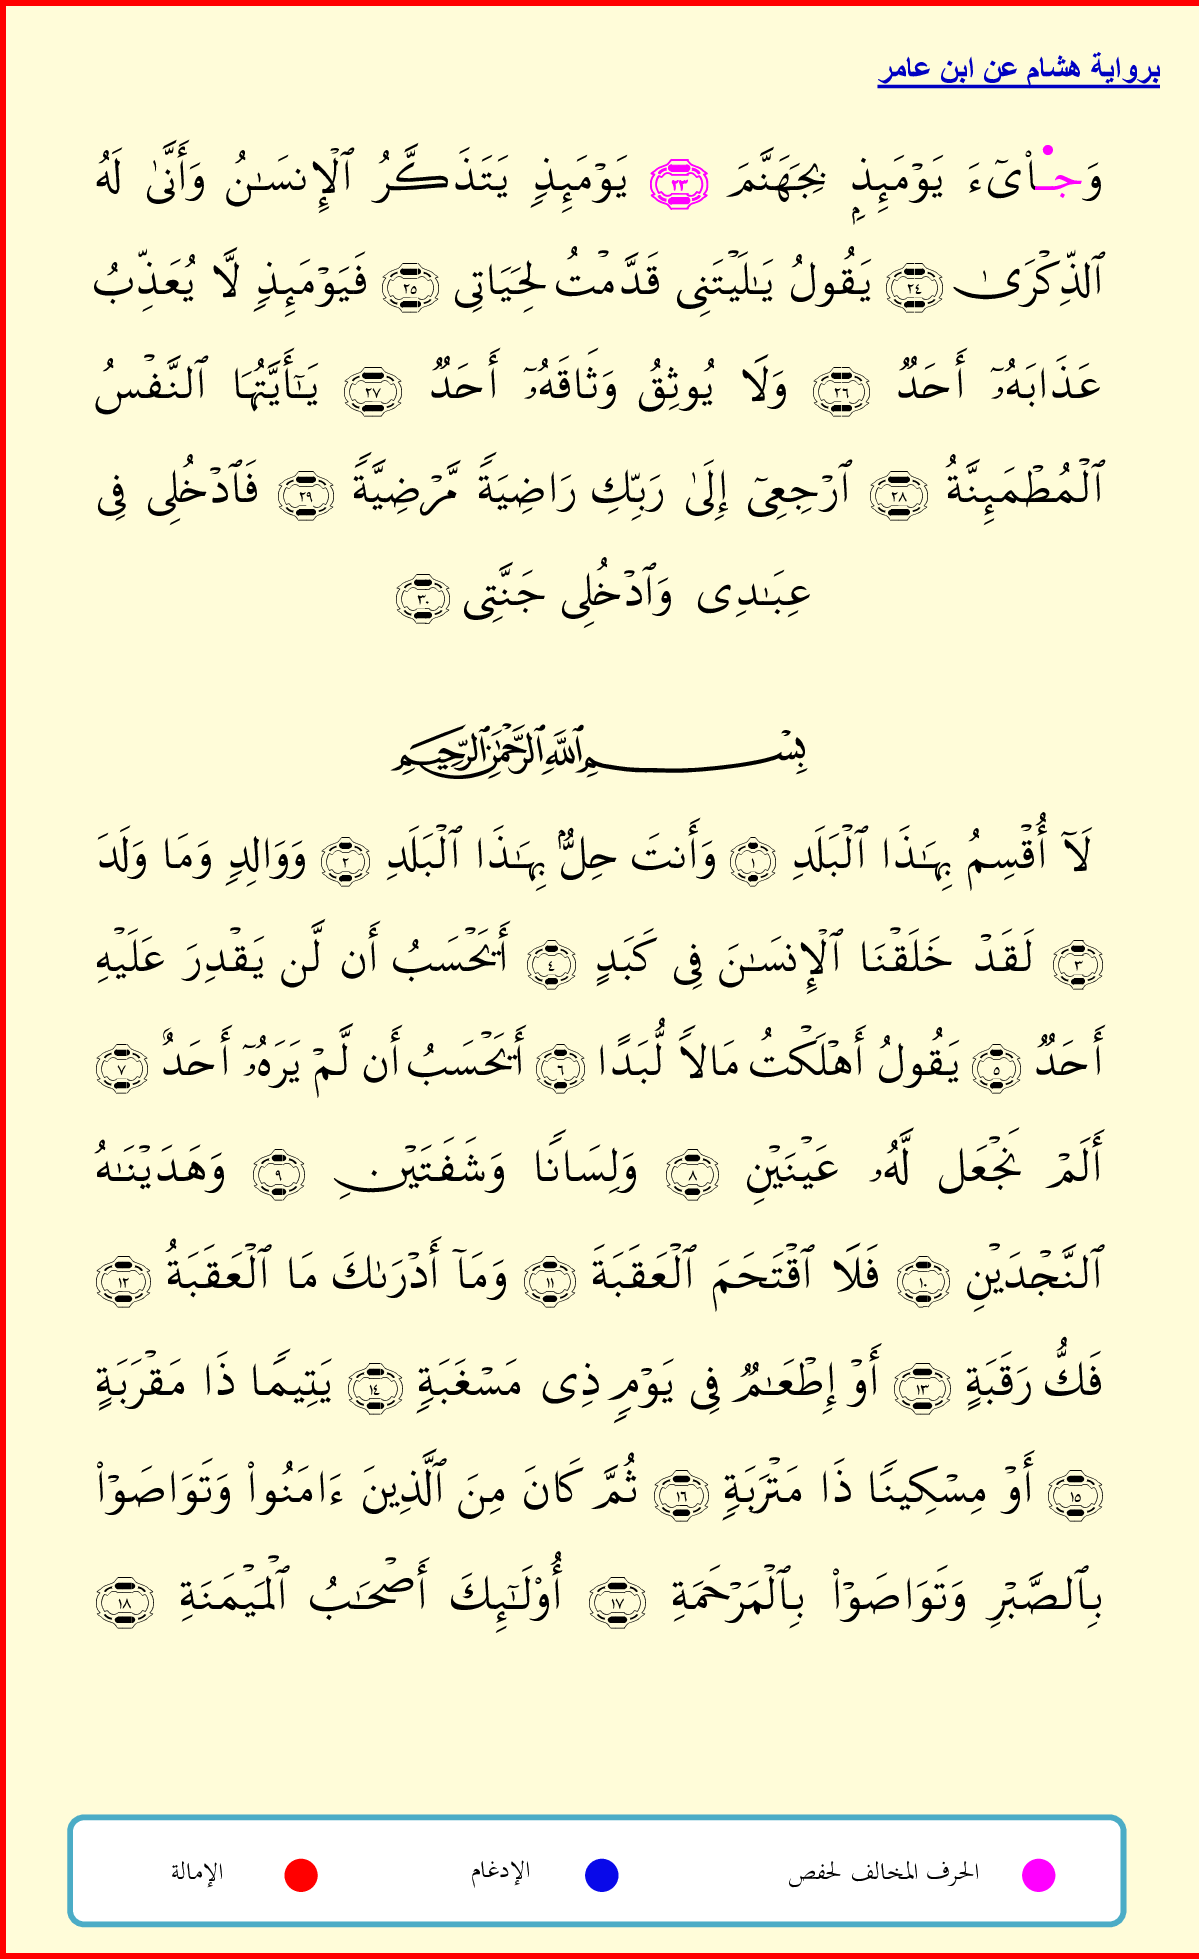 برواية هشام عن ابن عامر
وَجِاْىٓءَ يَوْمَئِذِۭ بِجَهَنَّمَ ٢٣ يَوْمَئِذٍ يَتَذَكَّرُ ٱلْإِنسَـٰنُ وَأَنَّىٰ لَهُ
ٱلذِّكْرَىٰ ٢٤ يَقُولُ يَـٰلَيْتَنِى قَدَّمْتُ لِحَيَاتِى ٢٥ فَيَوْمَئِذٍ لَّا يُعَذِّبُ
عَذَابَهُۥٓ أَحَدٌ ٢٦ وَلَا يُوثِقُ وَثَاقَهُۥٓ أَحَدٌ ٢٧ يَـٰٓأَيَّتُهَا ٱلنَّفْسُ
ٱلْمُطْمَئِنَّةُ ٢٨ ٱرْجِعِىٓ إِلَىٰ رَبِّكِ رَاضِيَةً مَّرْضِيَّةً ٢٩ فَٱدْخُلِى فِى
عِبَـٰدِى وَٱدْخُلِى جَنَّتِى ٣٠
بِسْمِ ٱللَّهِ ٱلرَّحْمَـٰنِ ٱلرَّحِيمِ
لَآ أُقْسِمُ بِهَـٰذَا ٱلْبَلَدِ ١ وَأَنتَ حِلٌّۢ بِهَـٰذَا ٱلْبَلَدِ ٢ وَوَالِدٍ وَمَا وَلَدَ
٣ لَقَدْ خَلَقْنَا ٱلْإِنسَـٰنَ فِى كَبَدٍ ٤ أَيَحْسَبُ أَن لَّن يَقْدِرَ عَلَيْهِ
أَحَدٌ ٥ يَقُولُ أَهْلَكْتُ مَالًا لُّبَدًا ٦ أَيَحْسَبُ أَن لَّمْ يَرَهُۥٓ أَحَدٌ ٧
أَلَمْ نَجْعَل لَّهُۥ عَيْنَيْنِ ٨ وَلِسَانًا وَشَفَتَيْنِ ٩ وَهَدَيْنَـٰهُ
ٱلنَّجْدَيْنِ ١٠ فَلَا ٱقْتَحَمَ ٱلْعَقَبَةَ ١١ وَمَآ أَدْرَىٰكَ مَا ٱلْعَقَبَةُ ١٢
فَكُّ رَقَبَةٍ ١٣ أَوْ إِطْعَـٰمٌ فِى يَوْمٍ ذِى مَسْغَبَةٍ ١٤ يَتِيمًا ذَا مَقْرَبَةٍ
١٥ أَوْ مِسْكِينًا ذَا مَتْرَبَةٍ ١٦ ثُمَّ كَانَ مِنَ ٱلَّذِينَ ءَامَنُوا۟ وَتَوَاصَوْا۟
بِٱلصَّبْرِ وَتَوَاصَوْا۟ بِٱلْمَرْحَمَةِ ١٧ أُو۟لَـٰٓئِكَ أَصْحَـٰبُ ٱلْمَيْمَنَةِ ١٨
الحرف المخالف لحفص الإدغام الإمالة